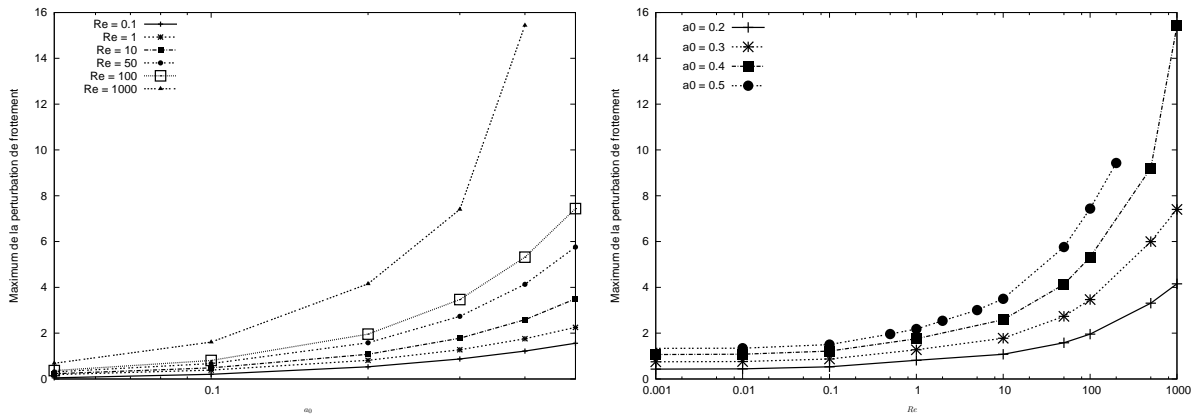 Re = 0.1
Re = 1
Re = 10
Re = 50
Re = 100
Re = 1000
Maximum de la perturbation de frottement
16
14
12
10
8
6
4
2
0
0.1
a₀
a0 = 0.2
a0 = 0.3
a0 = 0.4
a0 = 0.5
Maximum de la perturbation de frottement
16
14
12
10
8
6
4
2
0
0.001
0.01
0.1
1
10
100
1000
Re